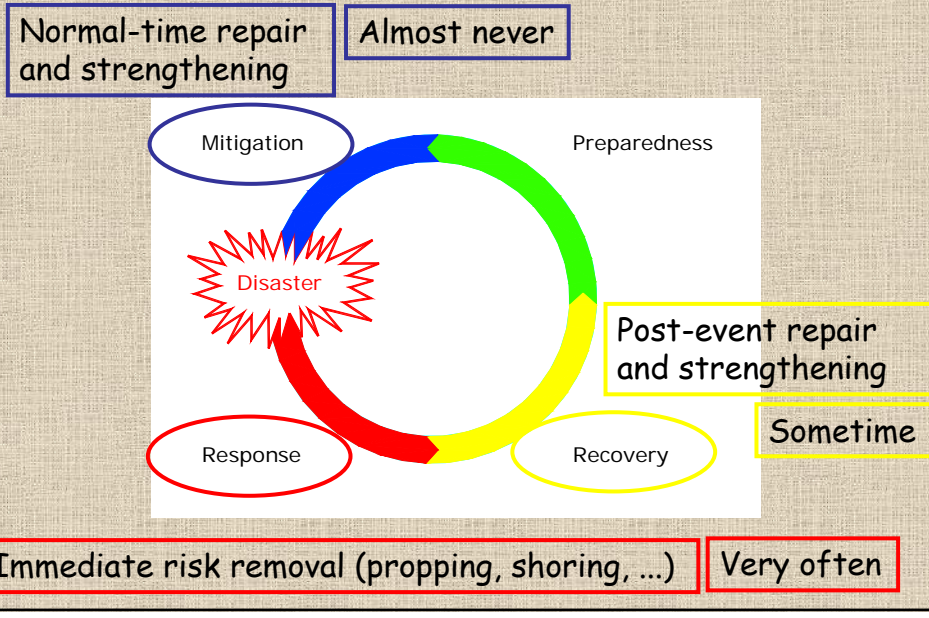 Normal-time repair
and strengthening
Almost never
Mitigation
Preparedness
Disaster
Post-event repair
and strengthening
Sometime
Response
Recovery
Immediate risk removal (propping, shoring, ...)
Very often